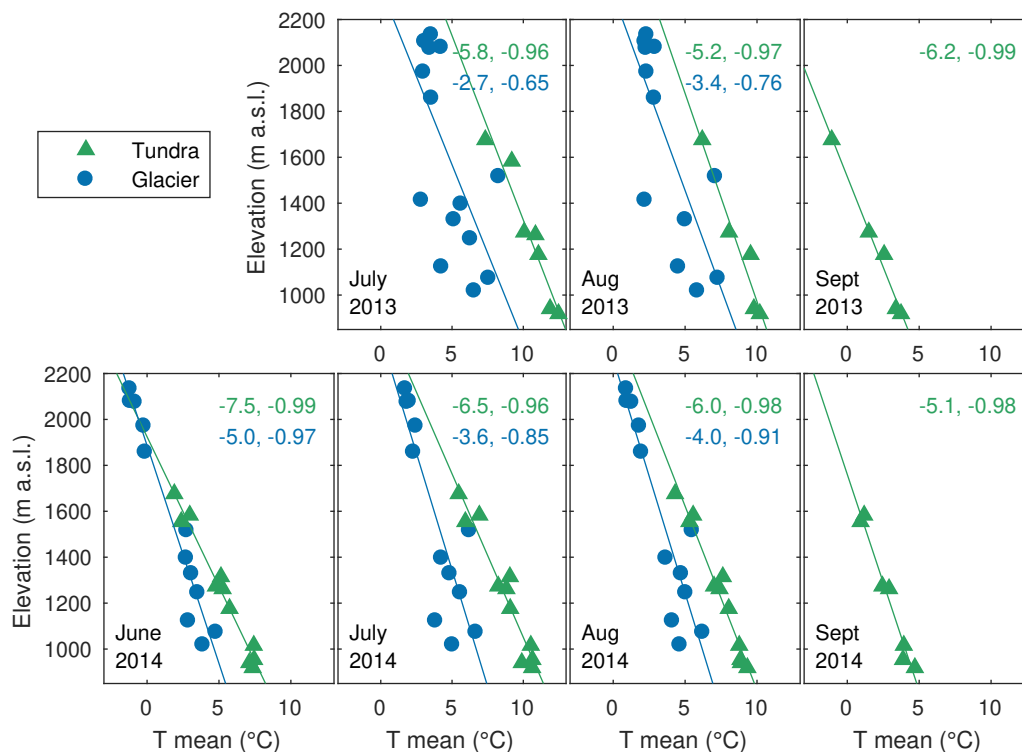 Tundra
Glacier
Elevation (m a.s.l.)
2200
2000
1800
1600
1400
1200
1000
-5.8, -0.96
-2.7, -0.65
July
2013
0 5 10
-5.2, -0.97
-3.4, -0.76
Aug
2013
0 5 10
-6.2, -0.99
Sept
2013
0 5 10
Elevation (m a.s.l.)
2200
2000
1800
1600
1400
1200
1000
-7.5, -0.99
-5.0, -0.97
June
2014
0 5 10
T mean (°C)
-6.5, -0.96
-3.6, -0.85
July
2014
0 5 10
T mean (°C)
-6.0, -0.98
-4.0, -0.91
Aug
2014
0 5 10
T mean (°C)
-5.1, -0.98
Sept
2014
0 5 10
T mean (°C)